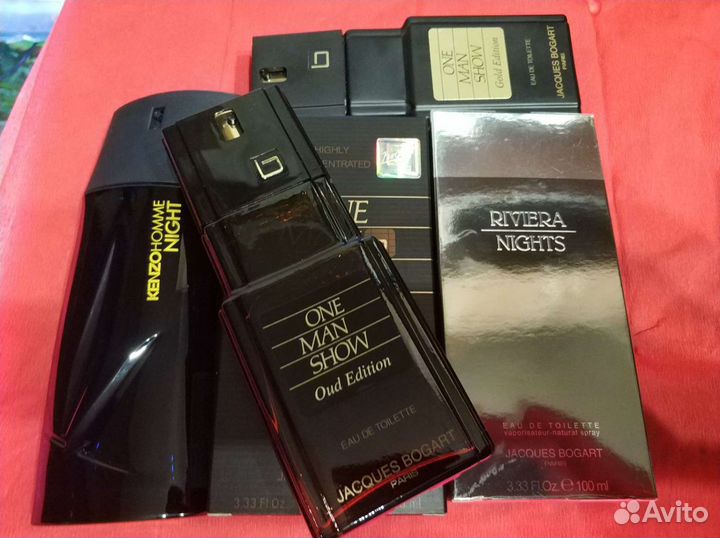 ONE
MAN
SHOW
Gold Edition
EAU DE TOILETTE
JACQUES BOGART
PARIS
KENZOHOMME
NIGHT
HIGHLY
ENTRATED
NE
3.33 Fl.Oz
ONE
MAN
SHOW
Oud Edition
EAU DE TOILETTE
JACQUES BOGART
PARIS
RIVIERA
NIGHTS
EAU DE TOILETTE
vaporisateur-natural spray
JACQUES BOGART
PARIS
3.33 Fl.Oz ℮ 100 ml
Avito